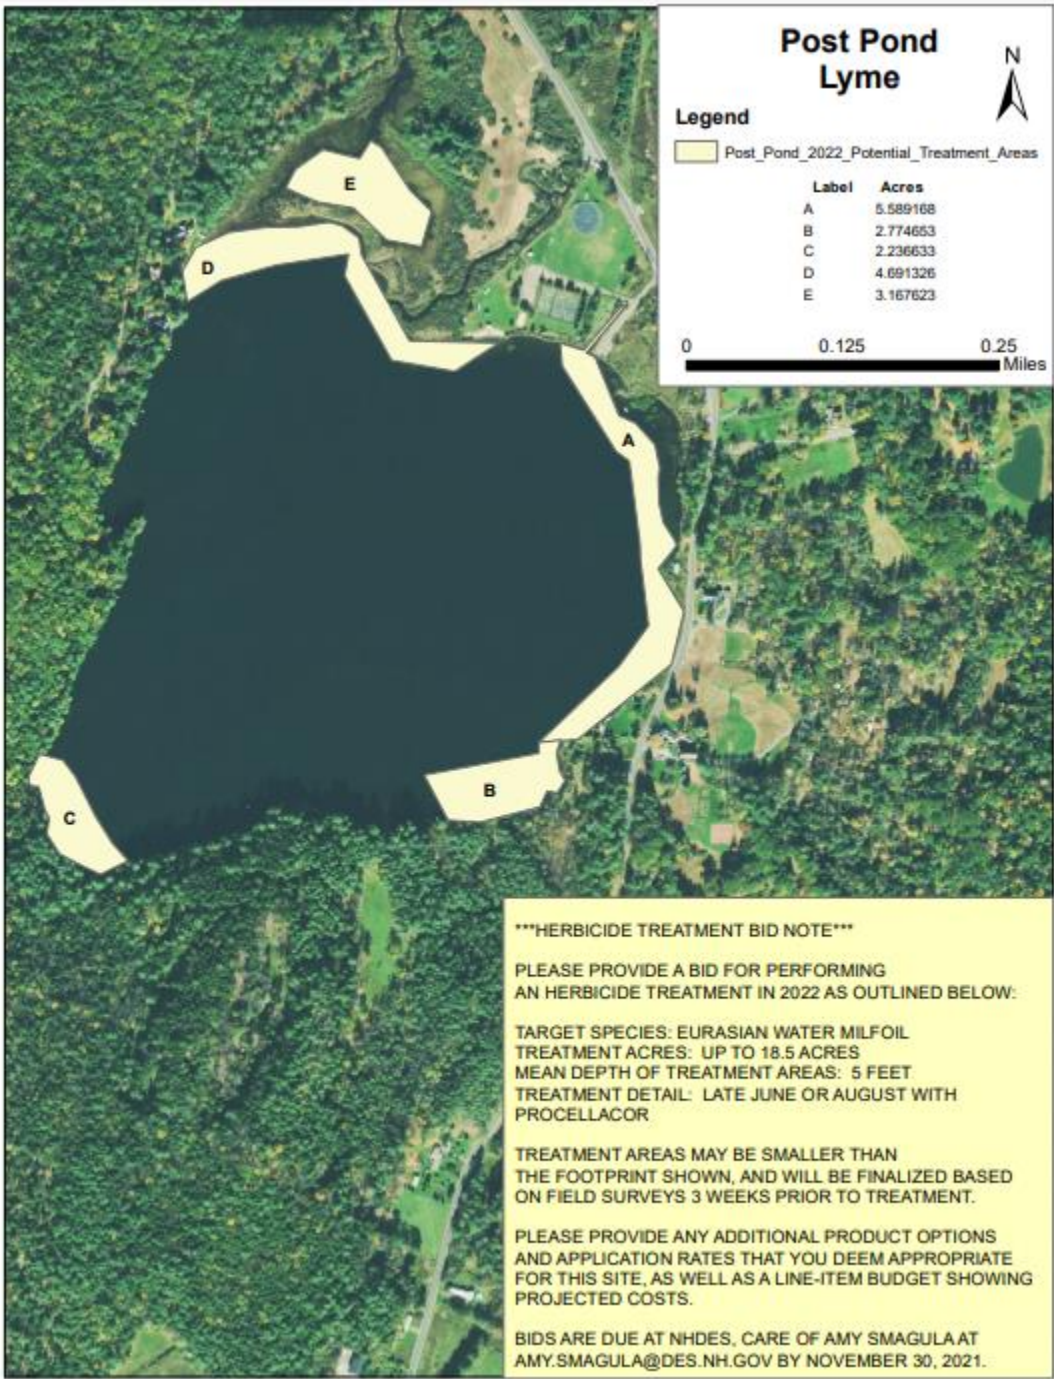 Post Pond
Lyme
N
Legend
Post_Pond_2022_Potential_Treatment_Areas
Label Acres
A 5.589168
B 2.774653
C 2.236633
D 4.691326
E 3.167623
0 0.125 0.25
Miles
E
D
A
B
C
***HERBICIDE TREATMENT BID NOTE***
PLEASE PROVIDE A BID FOR PERFORMING
AN HERBICIDE TREATMENT IN 2022 AS OUTLINED BELOW:
TARGET SPECIES: EURASIAN WATER MILFOIL
TREATMENT ACRES: UP TO 18.5 ACRES
MEAN DEPTH OF TREATMENT AREAS: 5 FEET
TREATMENT DETAIL: LATE JUNE OR AUGUST WITH
PROCELLACOR
TREATMENT AREAS MAY BE SMALLER THAN
THE FOOTPRINT SHOWN, AND WILL BE FINALIZED BASED
ON FIELD SURVEYS 3 WEEKS PRIOR TO TREATMENT.
PLEASE PROVIDE ANY ADDITIONAL PRODUCT OPTIONS
AND APPLICATION RATES THAT YOU DEEM APPROPRIATE
FOR THIS SITE, AS WELL AS A LINE-ITEM BUDGET SHOWING
PROJECTED COSTS.
BIDS ARE DUE AT NHDES, CARE OF AMY SMAGULA AT
AMY.SMAGULA@DES.NH.GOV BY NOVEMBER 30, 2021.